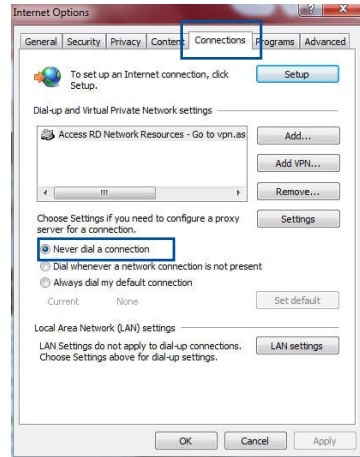 Internet Options
General Security Privacy Content Connections Programs Advanced
To set up an Internet connection, click
Setup.
Setup
Dial-up and Virtual Private Network settings
Access RD Network Resources - Go to vpn.as
Add...
Add VPN...
Remove...
Choose Settings if you need to configure a proxy
server for a connection.
Settings
Never dial a connection
Dial whenever a network connection is not present
Always dial my default connection
Current None
Set default
Local Area Network (LAN) settings
LAN Settings do not apply to dial-up connections.
Choose Settings above for dial-up settings.
LAN settings
OK Cancel Apply